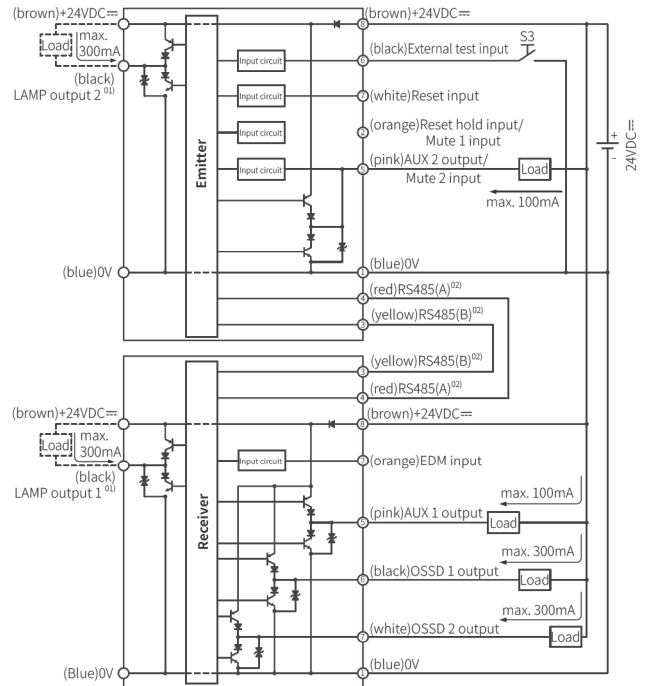 (brown)+24VDC⎓
Load
max.
300mA
(black)
LAMP output 2 01)
(blue)0V
Emitter
Input circuit
Input circuit
Input circuit
Input circuit
8
(brown)+24VDC⎓
6
(black)External test input
S3
7
(white)Reset input
2
(orange)Reset hold input/
Mute 1 input
5
(pink)AUX 2 output/
Mute 2 input
Load
max. 100mA
+
-
24VDC⎓
1
(blue)0V
4
(red)RS485(A)02)
3
(yellow)RS485(B)02)
3
(yellow)RS485(B)02)
4
(red)RS485(A)02)
8
(brown)+24VDC⎓
(brown)+24VDC⎓
Load
max.
300mA
(black)
LAMP output 1 01)
Receiver
Input circuit
2
(orange)EDM input
max. 100mA
5
(pink)AUX 1 output
Load
max. 300mA
6
(black)OSSD 1 output
Load
max. 300mA
7
(white)OSSD 2 output
Load
(Blue)0V
1
(blue)0V